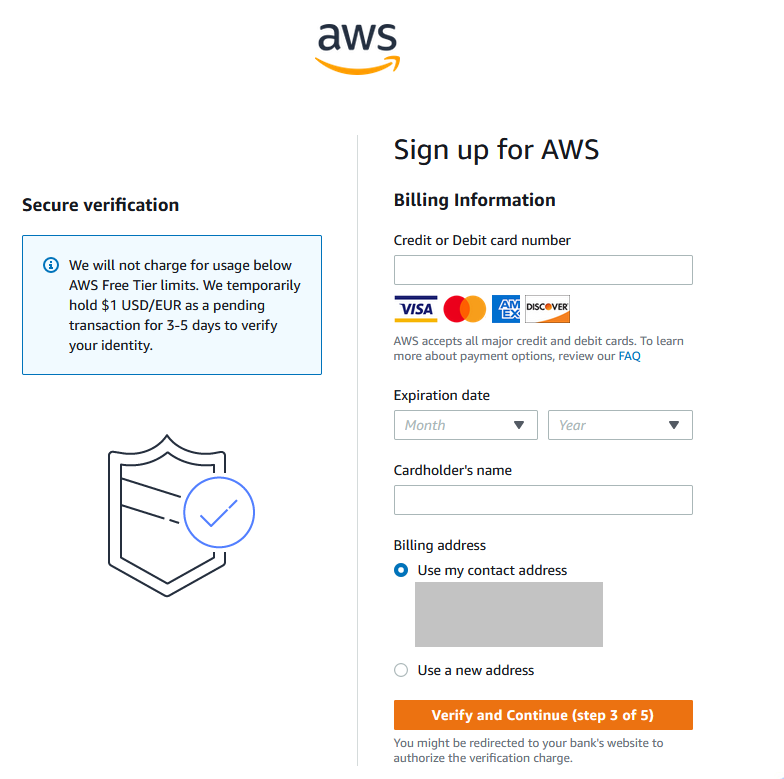 aws
Sign up for AWS
Secure verification
We will not charge for usage below
AWS Free Tier limits. We temporarily
hold $1 USD/EUR as a pending
transaction for 3-5 days to verify
your identity.
Billing Information
Credit or Debit card number
VISA AM EX DISCOVER
AWS accepts all major credit and debit cards. To learn
more about payment options, review our FAQ
Expiration date
Month Year
Cardholder's name
Billing address
Use my contact address
Use a new address
Verify and Continue (step 3 of 5)
You might be redirected to your bank's website to
authorize the verification charge.